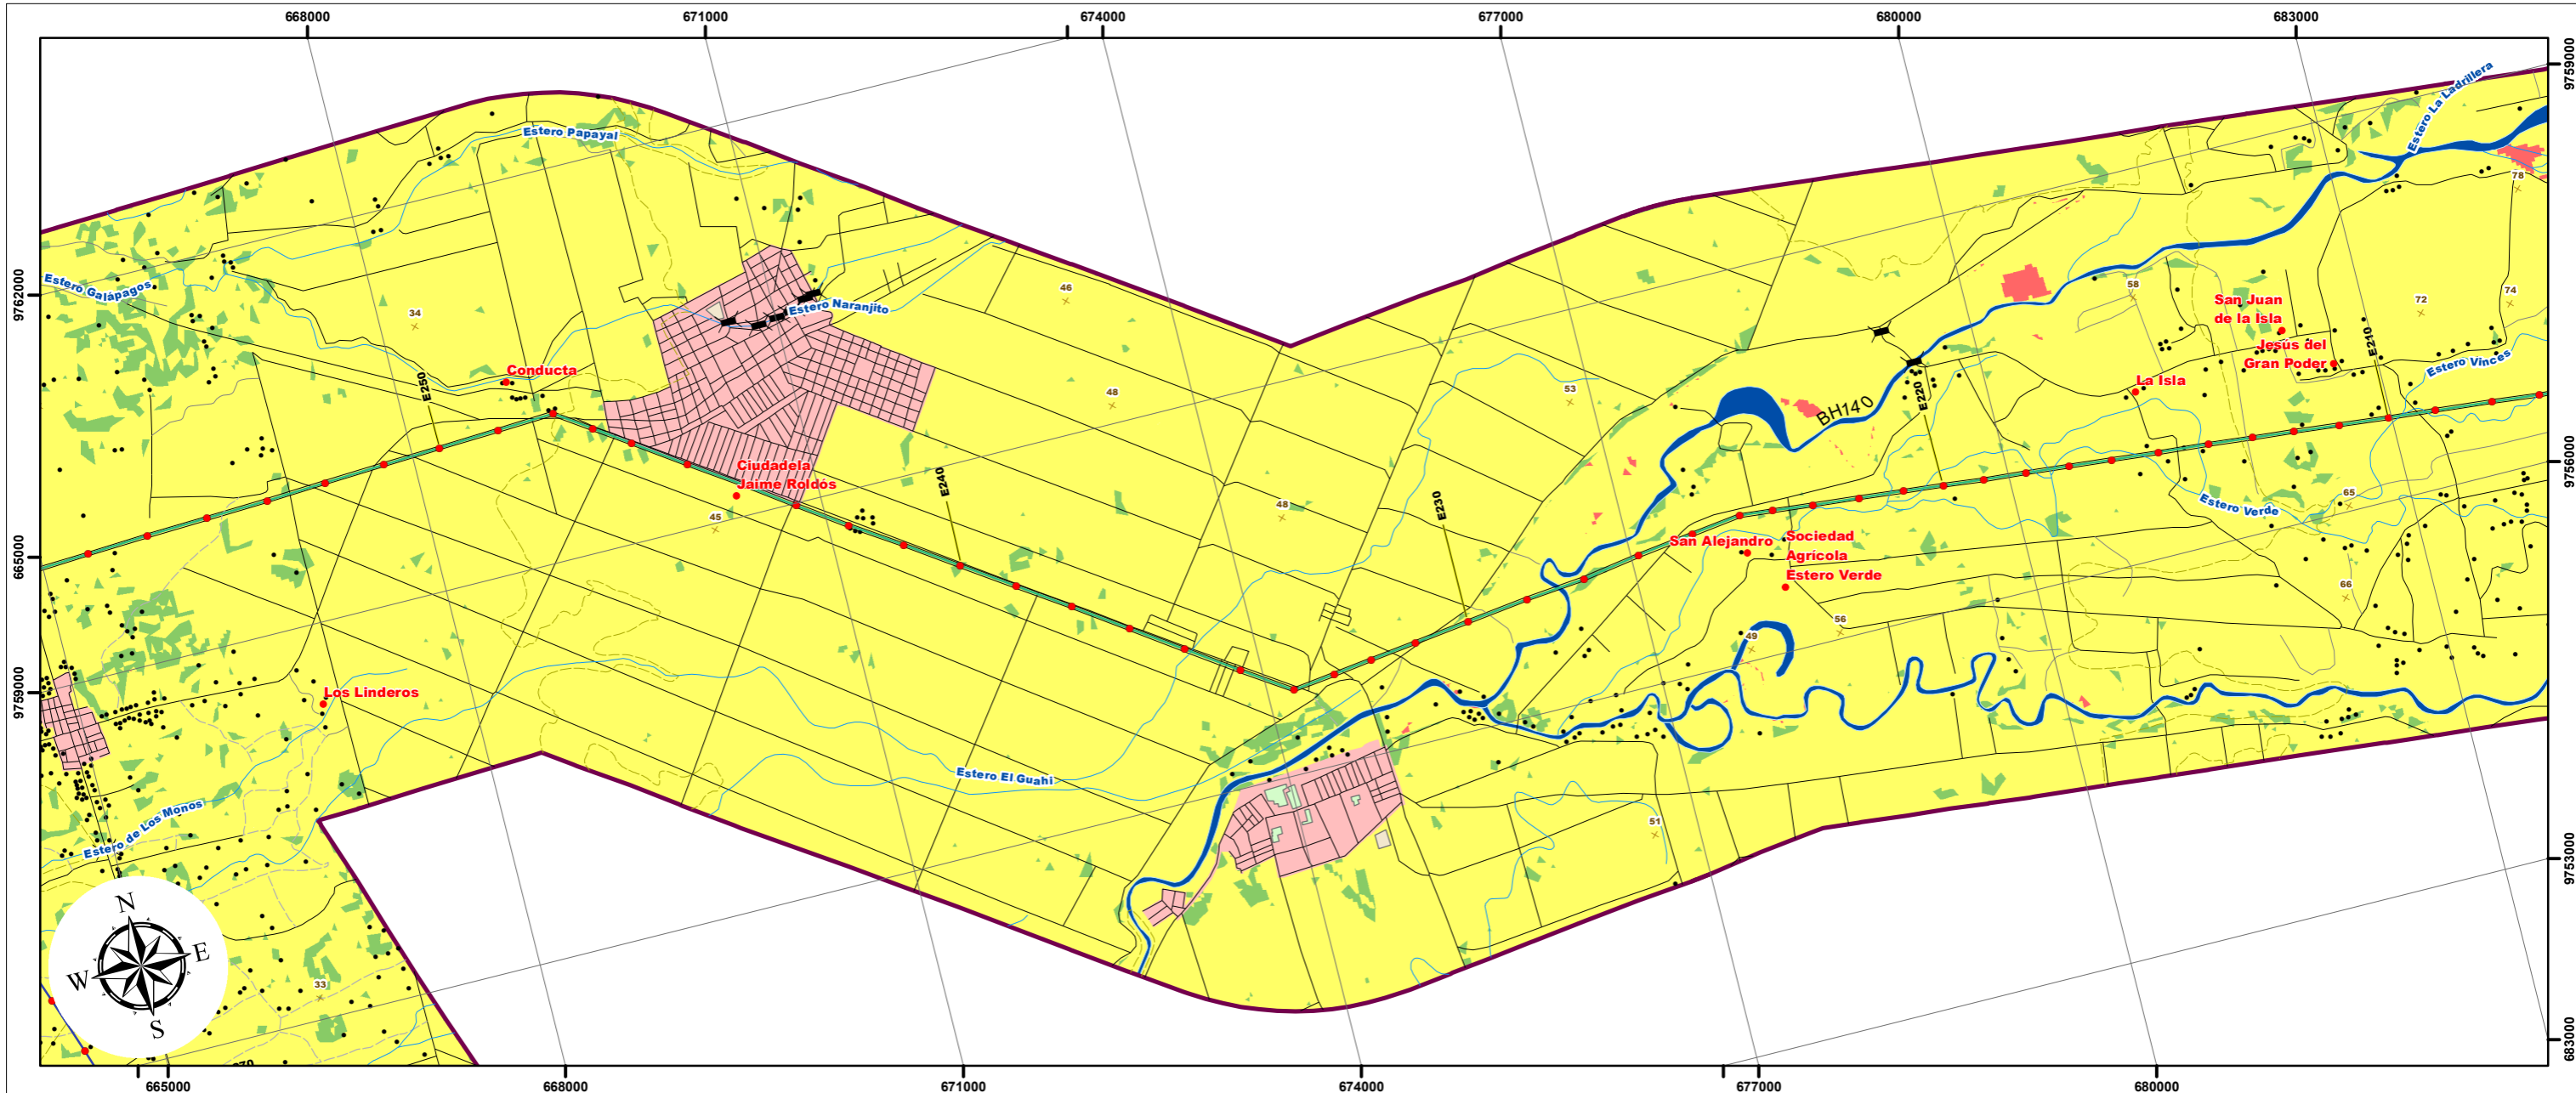 668000
671000
674000
677000
680000
683000
9759000
Estero La Ladrillera
Estero Papayal
78
Estero Galápagos
9762000
46
Estero Naranjito
34
58
72
74
San Juan
de la Isla
Jesús del
Gran Poder
E210
Estero Vinces
Conducta
E250
48
53
La Isla
E220
BH140
Ciudadela
Jaime Roldós
45
E240
48
E230
9756000
65
Estero Verde
San Alejandro
Sociedad
Agrícola
Estero Verde
665000
66
56
49
Los Linderos
9759000
Estero El Guahi
51
Estero de Los Monos
9753000
N
E
W
S
33
683000
665000
668000
671000
674000
677000
680000